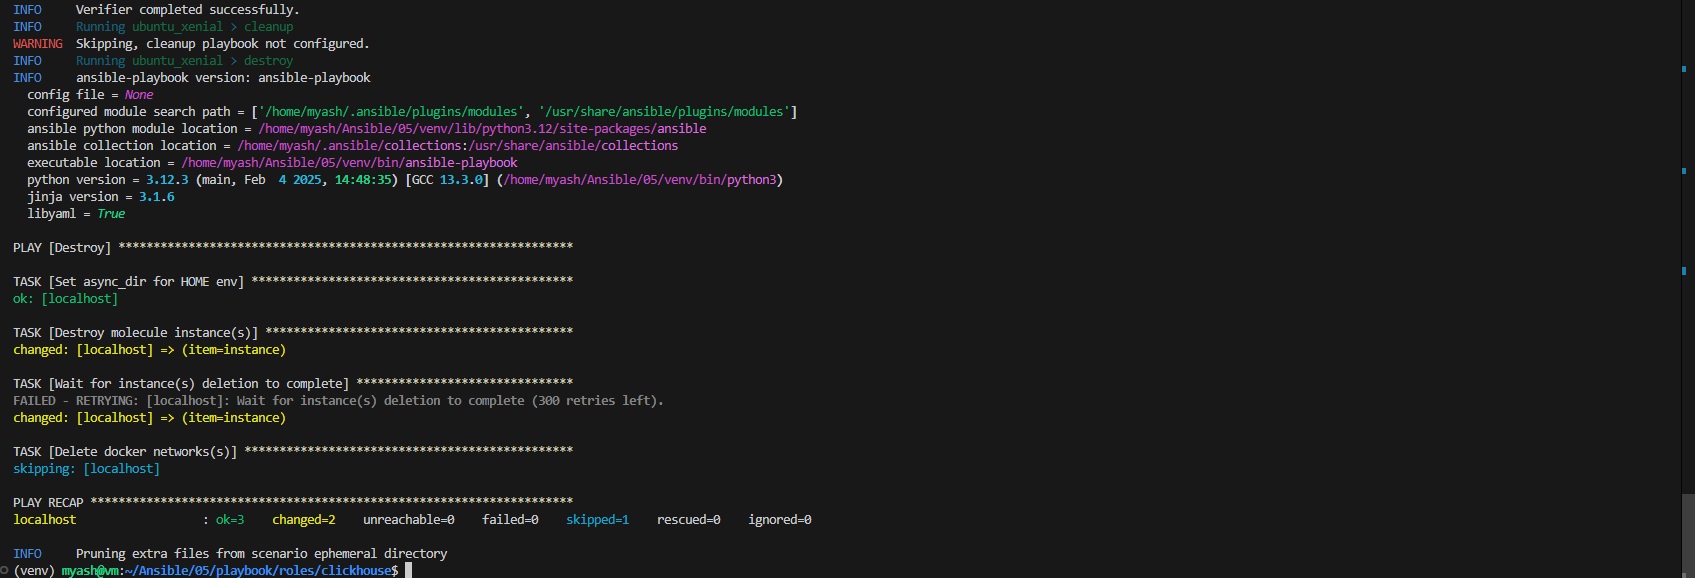 INFO     Verifier completed successfully.
INFO     Running ubuntu_xenial > cleanup
WARNING  Skipping, cleanup playbook not configured.
INFO     Running ubuntu_xenial > destroy
INFO     ansible-playbook version: ansible-playbook
  config file = None
  configured module search path = ['/home/myash/.ansible/plugins/modules', '/usr/share/ansible/plugins/modules']
  ansible python module location = /home/myash/Ansible/05/venv/lib/python3.12/site-packages/ansible
  ansible collection location = /home/myash/.ansible/collections:/usr/share/ansible/collections
  executable location = /home/myash/Ansible/05/venv/bin/ansible-playbook
  python version = 3.12.3 (main, Feb  4 2025, 14:48:35) [GCC 13.3.0] (/home/myash/Ansible/05/venv/bin/python3)
  jinja version = 3.1.6
  libyaml = True
PLAY [Destroy] *****************************************************************
TASK [Set async_dir for HOME env] **********************************************
ok: [localhost]
TASK [Destroy molecule instance(s)] ********************************************
changed: [localhost] => (item=instance)
TASK [Wait for instance(s) deletion to complete] *******************************
FAILED - RETRYING: [localhost]: Wait for instance(s) deletion to complete (300 retries left).
changed: [localhost] => (item=instance)
TASK [Delete docker networks(s)] ***********************************************
skipping: [localhost]
PLAY RECAP *********************************************************************
localhost                  : ok=3    changed=2    unreachable=0    failed=0    skipped=1    rescued=0    ignored=0
INFO     Pruning extra files from scenario ephemeral directory
(venv) myash@vm:~/Ansible/05/playbook/roles/clickhouse$